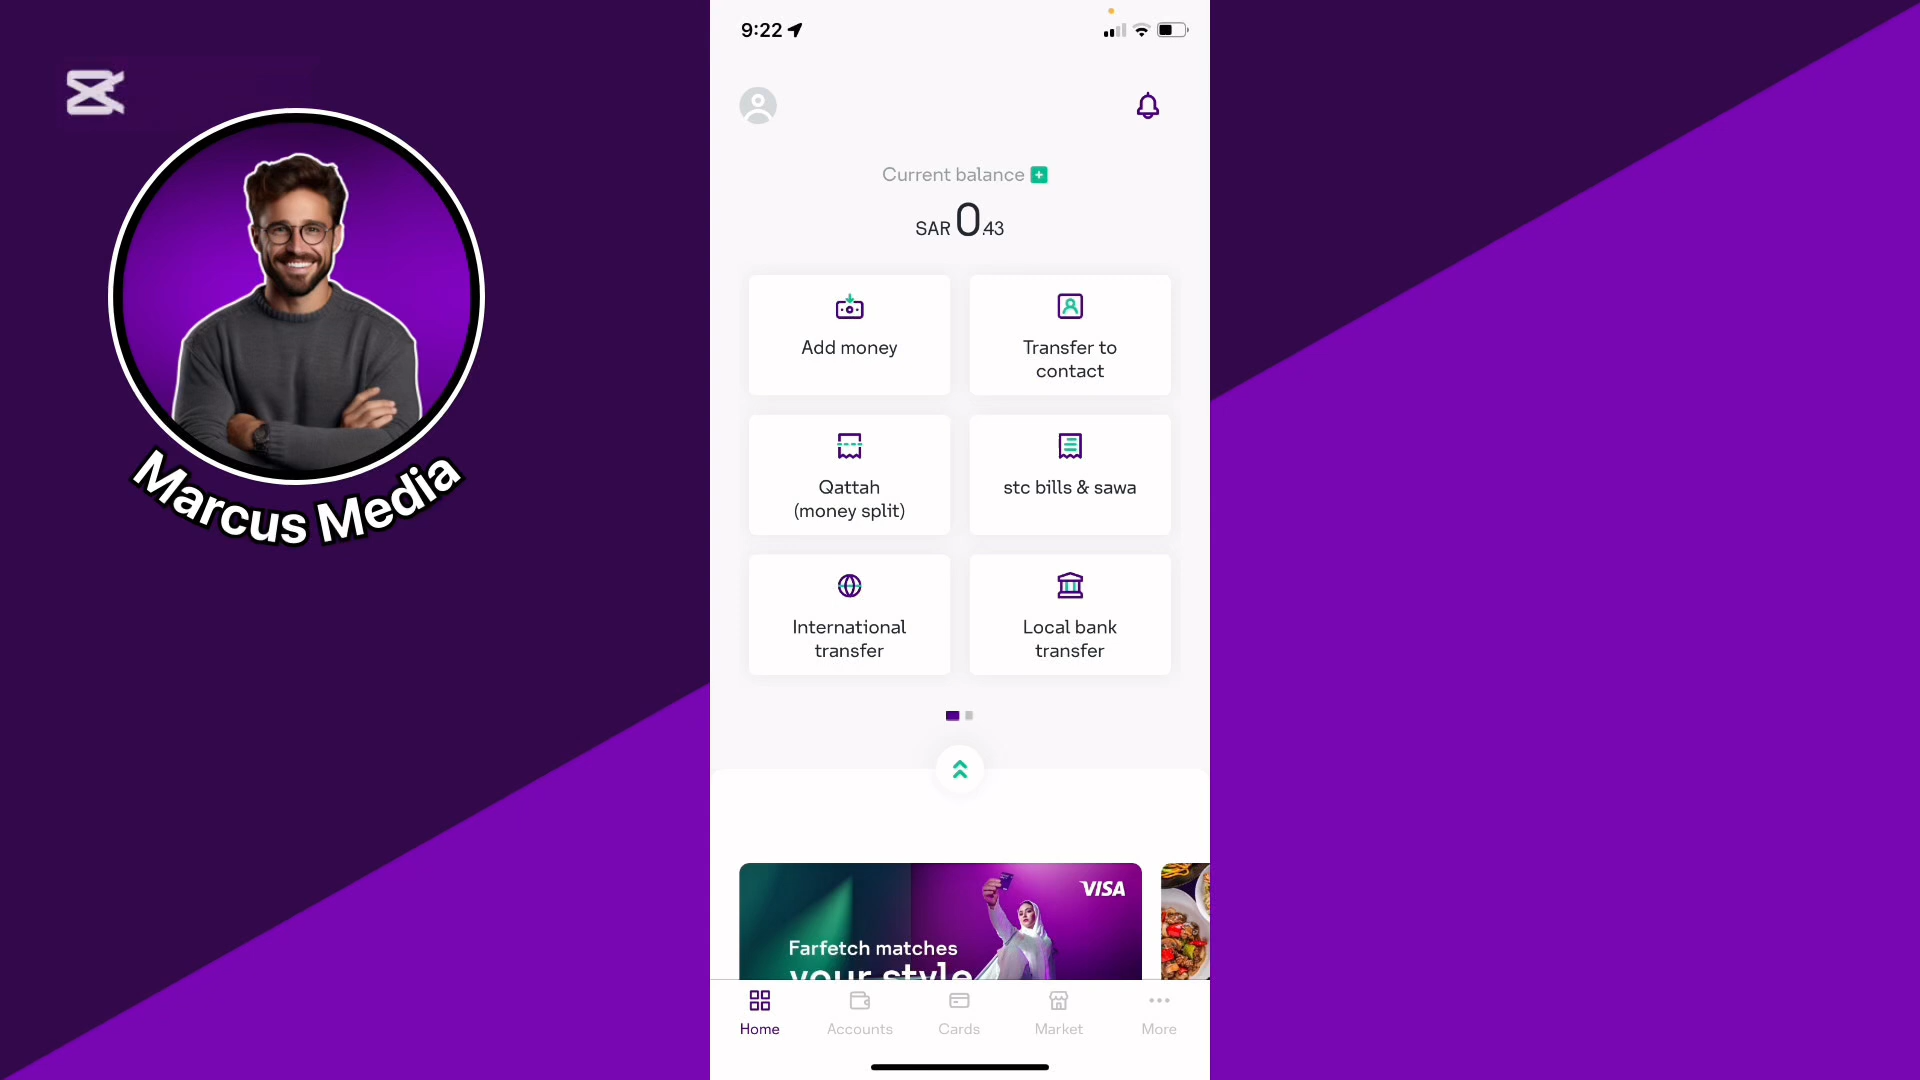 Marcus Media
9:22
Current balance
SAR 0.43
Add money
Transfer to
contact
Qattah
(money split)
stc bills & sawa
International
transfer
Local bank
transfer
VISA
Farfetch matches
your style
Home
Accounts
Cards
Market
More